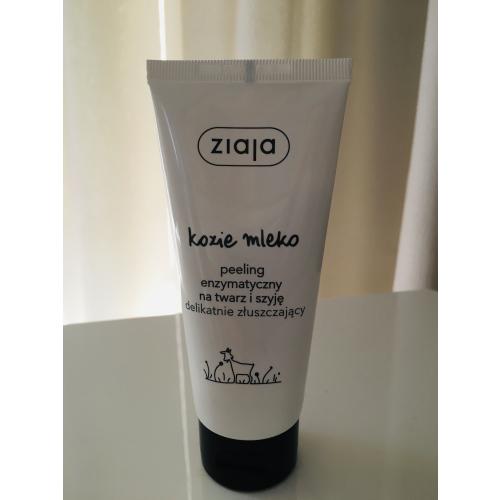 ziaja
kozie mleko
peeling
enzymatyczny
na twarz i szyję
delikatnie złuszczający